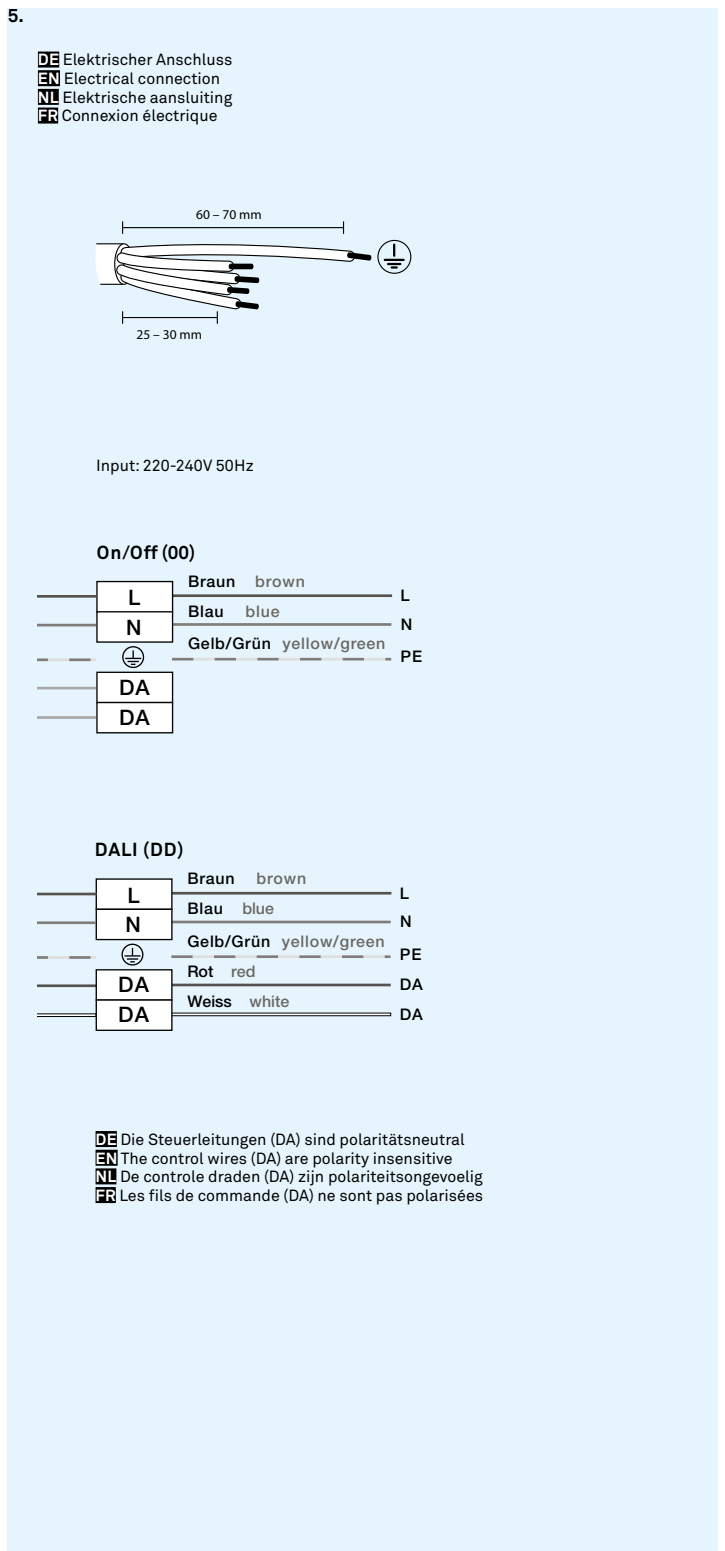 5.
DE Elektrischer Anschluss
EN Electrical connection
NL Elektrische aansluiting
FR Connexion électrique
60 – 70 mm
25 – 30 mm
Input: 220-240V 50Hz
On/Off (00)
Braun brown
L L
Blau blue
N N
Gelb/Grün yellow/green
PE
DA
DA
DALI (DD)
Braun brown
L L
Blau blue
N N
Gelb/Grün yellow/green
PE
Rot red
DA DA
Weiss white
DA DA
DE Die Steuerleitungen (DA) sind polaritätsneutral
EN The control wires (DA) are polarity insensitive
NL De controle draden (DA) zijn polariteitsongevoelig
FR Les fils de commande (DA) ne sont pas polarisées